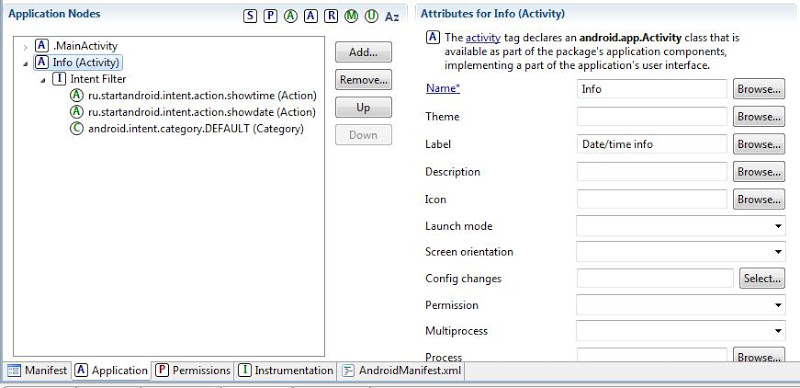 Application Nodes
S P A A R M U Az
A .MainActivity
A Info (Activity)
I Intent Filter
A ru.startandroid.intent.action.showtime (Action)
A ru.startandroid.intent.action.showdate (Action)
C android.intent.category.DEFAULT (Category)
Add...
Remove...
Up
Down
Attributes for Info (Activity)
A The activity tag declares an android.app.Activity class that is
available as part of the package's application components,
implementing a part of the application's user interface.
Name* Info Browse...
Theme Browse...
Label Date/time info Browse...
Description Browse...
Icon Browse...
Launch mode
Screen orientation
Config changes Select...
Permission
Multiprocess
Process Browse...
Manifest A Application P Permissions I Instrumentation AndroidManifest.xml